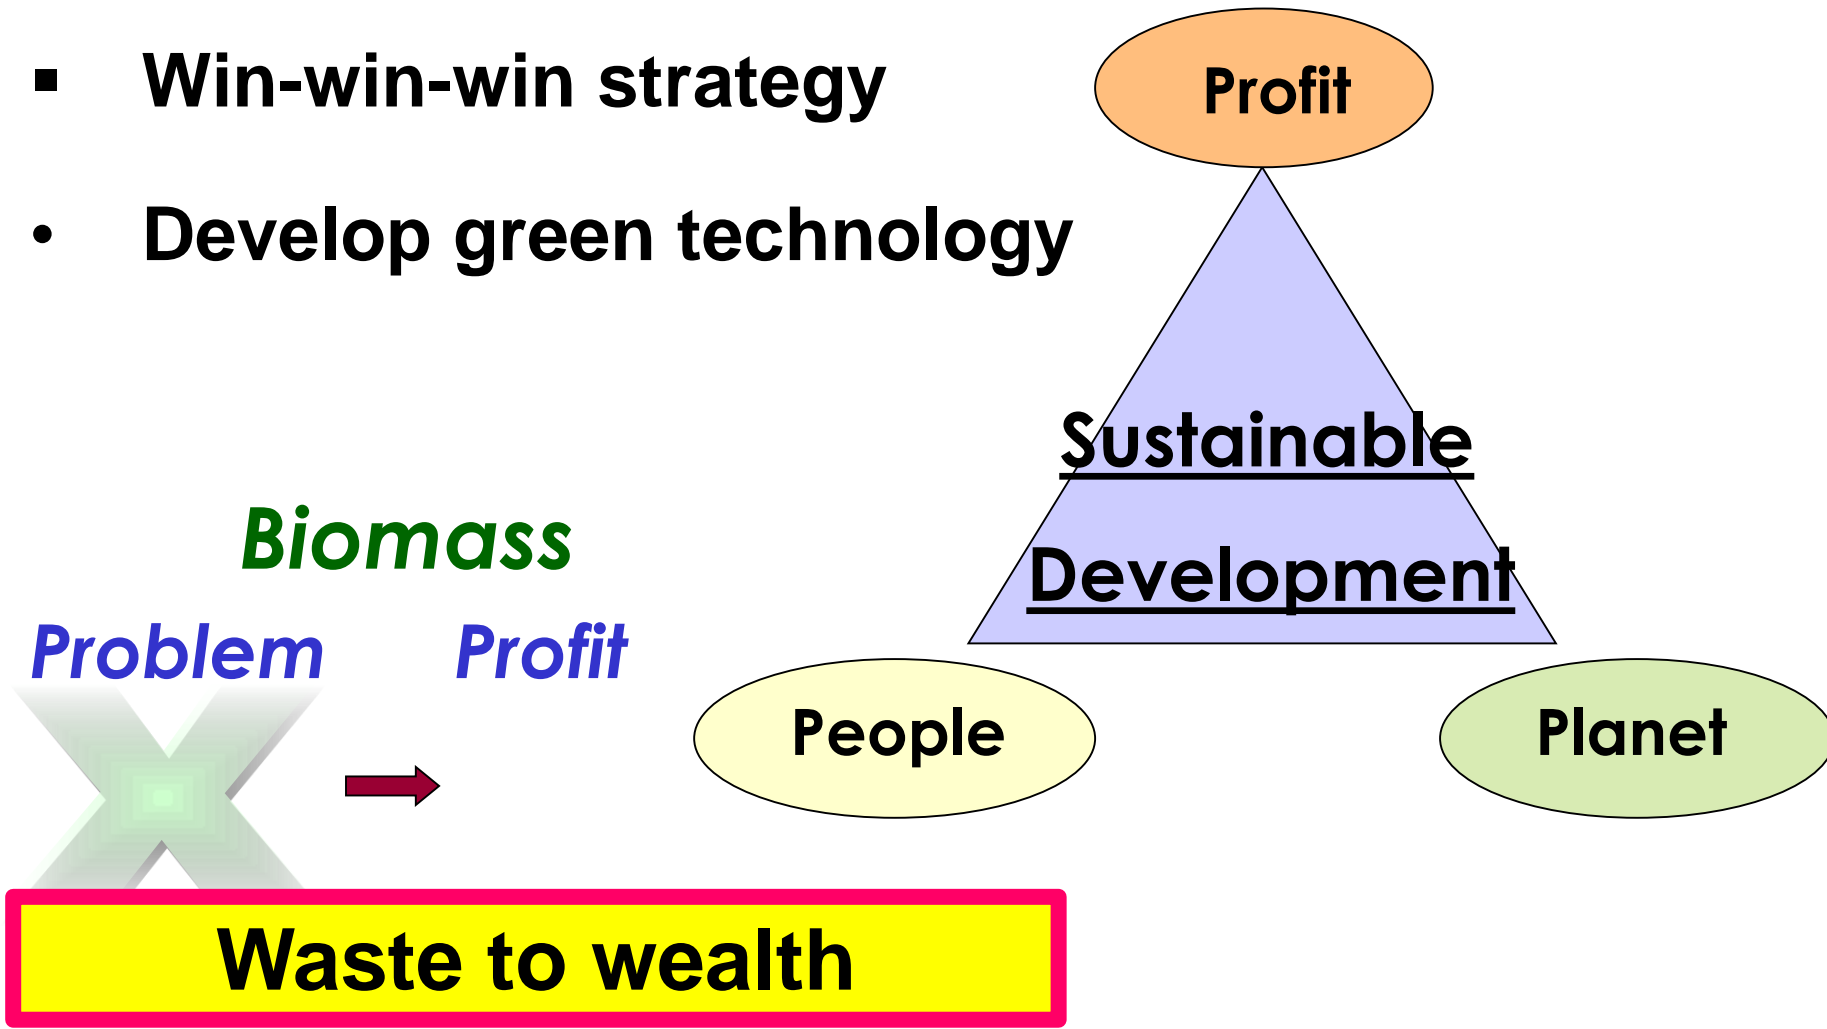 ▪ Win-win-win strategy
• Develop green technology
Profit
Sustainable
Development
People
Planet
Biomass
Problem Profit
Waste to wealth